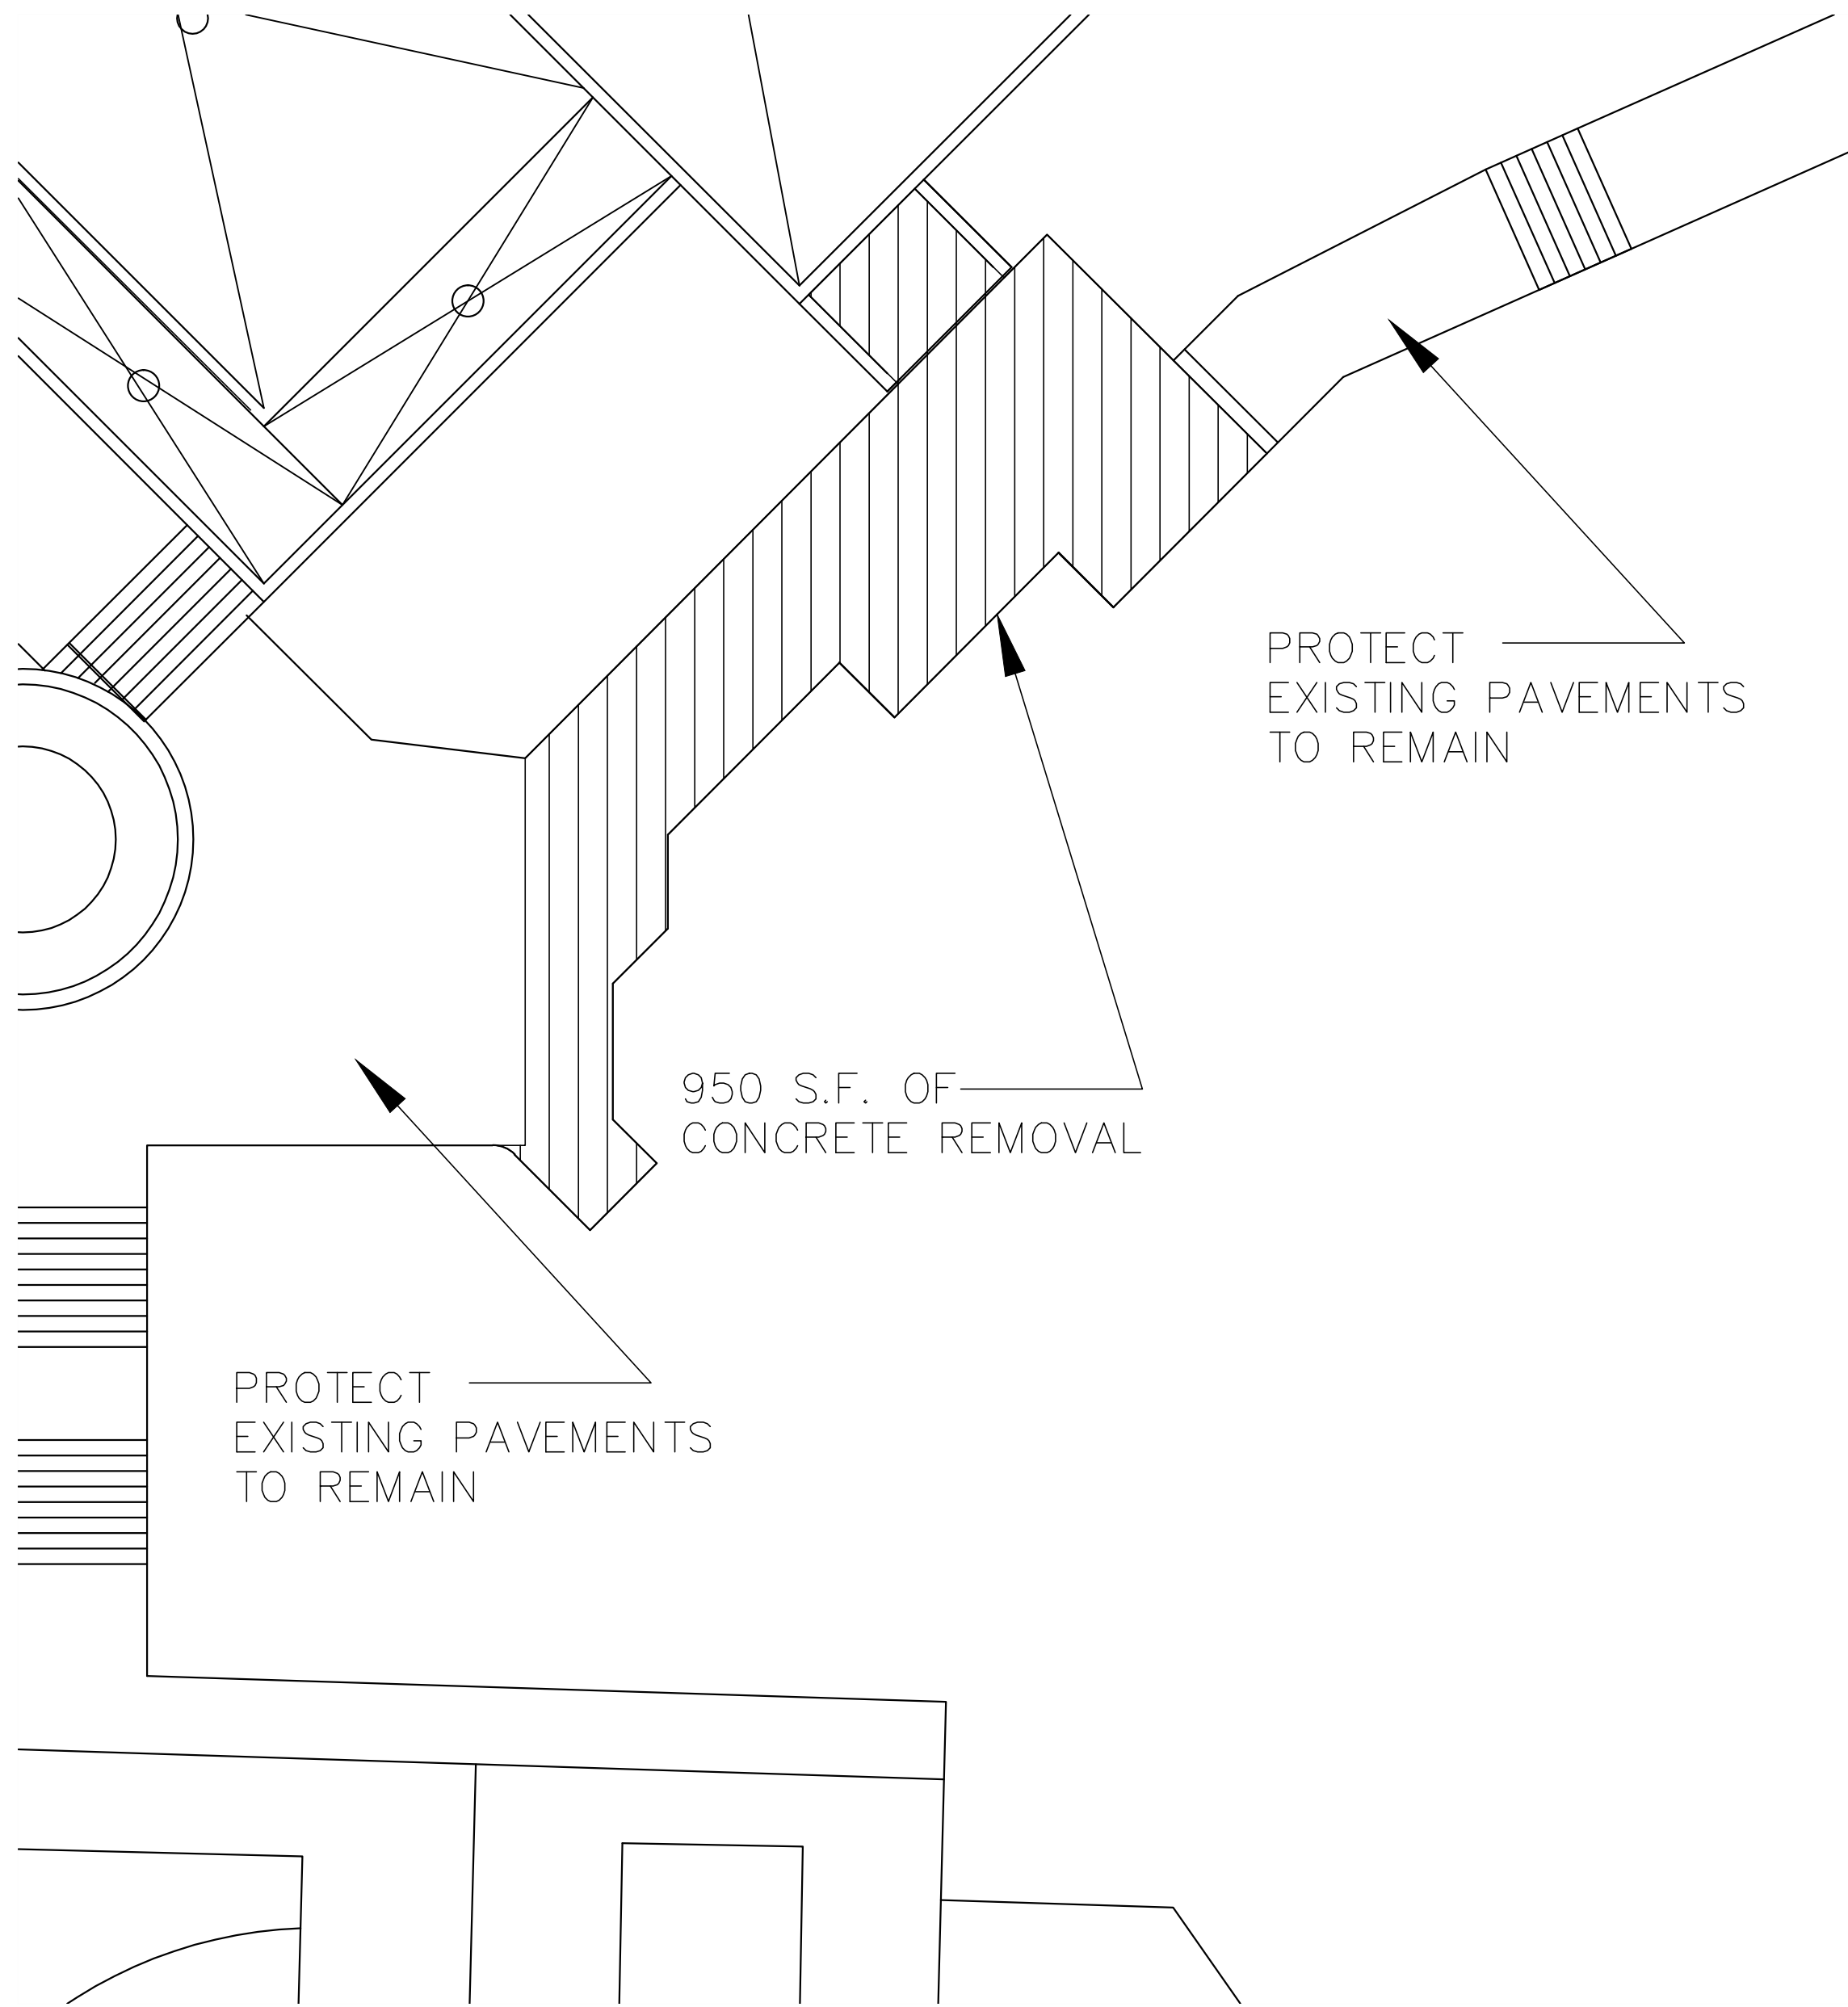 PROTECT
EXISTING PAVEMENTS
TO REMAIN
950 S.F. OF
CONCRETE REMOVAL
PROTECT
EXISTING PAVEMENTS
TO REMAIN